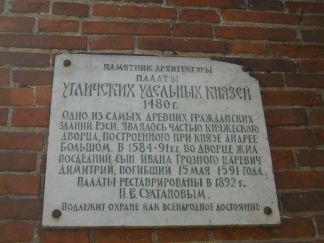 ПАМЯТНИК АРХИТЕКТУРЫ
ПАЛАТЫ
УГЛИЧСКИХ УДЕЛЬНЫХ КНЯЗЕЙ
1480 г.
ОДНО ИЗ САМЫХ ДРЕВНИХ ГРАЖДАНСКИХ
ЗДАНИЙ РУСИ. ЯВЛЯЛОСЬ ЧАСТЬЮ КНЯЖЕСКОГО
ДВОРЦА, ПОСТРОЕННОГО ПРИ КНЯЗЕ АНДРЕЕ
БОЛЬШОМ. В 1584-91 г.г. ВО ДВОРЦЕ ЖИЛ
ПОСЛЕДНИЙ СЫН ИВАНА ГРОЗНОГО ЦАРЕВИЧ
ДИМИТРИЙ, ПОГИБШИЙ 15 МАЯ 1591 ГОДА.
ПАЛАТЫ РЕСТАВРИРОВАНЫ В 1892 г.
Н.В. СУЛТАНОВЫМ.
ПОДЛЕЖИТ ОХРАНЕ КАК ВСЕНАРОДНОЕ ДОСТОЯНИЕ